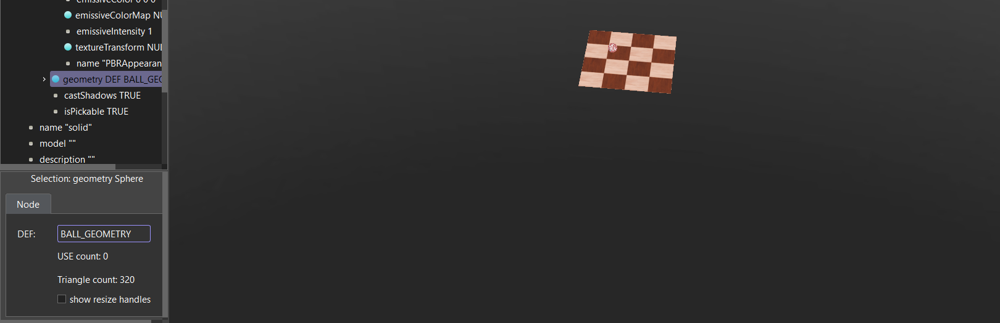 emissiveColor 0 0 0
emissiveColorMap NU
emissiveIntensity 1
textureTransform NUL
name "PBRAppearan
geometry DEF BALL_GEO
castShadows TRUE
isPickable TRUE
name "solid"
model ""
description ""
Selection: geometry Sphere
Node
DEF: BALL_GEOMETRY
USE count: 0
Triangle count: 320
show resize handles